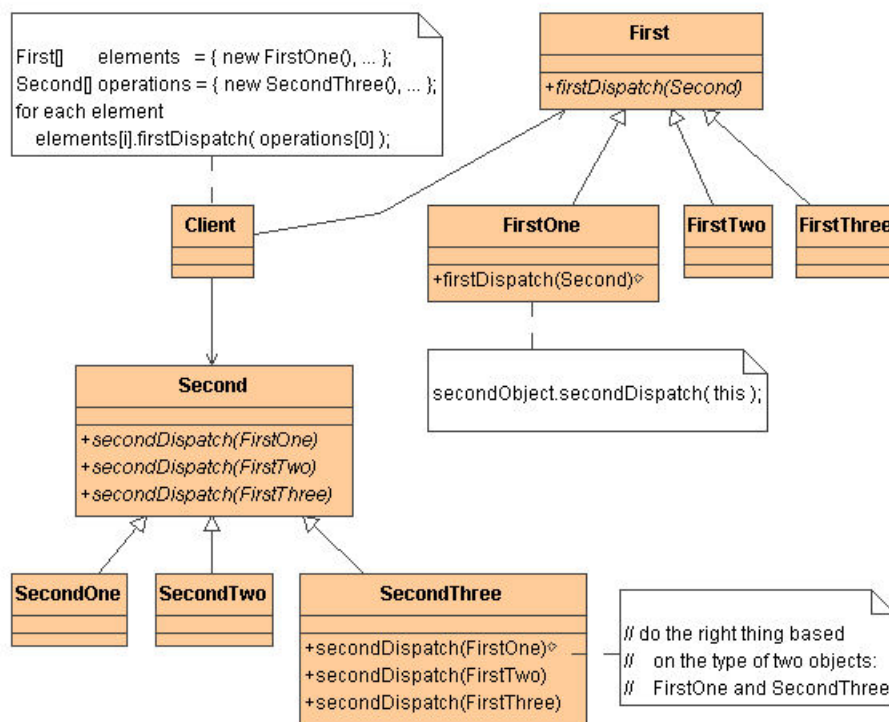 First[] elements = { new FirstOne(), ... };
Second[] operations = { new SecondThree(), ... };
for each element
elements[i].firstDispatch( operations[0] );
First
+firstDispatch(Second)
Client
FirstOne
+firstDispatch(Second)
FirstTwo
FirstThree
secondObject.secondDispatch( this );
Second
+secondDispatch(FirstOne)
+secondDispatch(FirstTwo)
+secondDispatch(FirstThree)
SecondOne
SecondTwo
SecondThree
+secondDispatch(FirstOne)
+secondDispatch(FirstTwo)
+secondDispatch(FirstThree)
// do the right thing based
// on the type of two objects:
// FirstOne and SecondThree